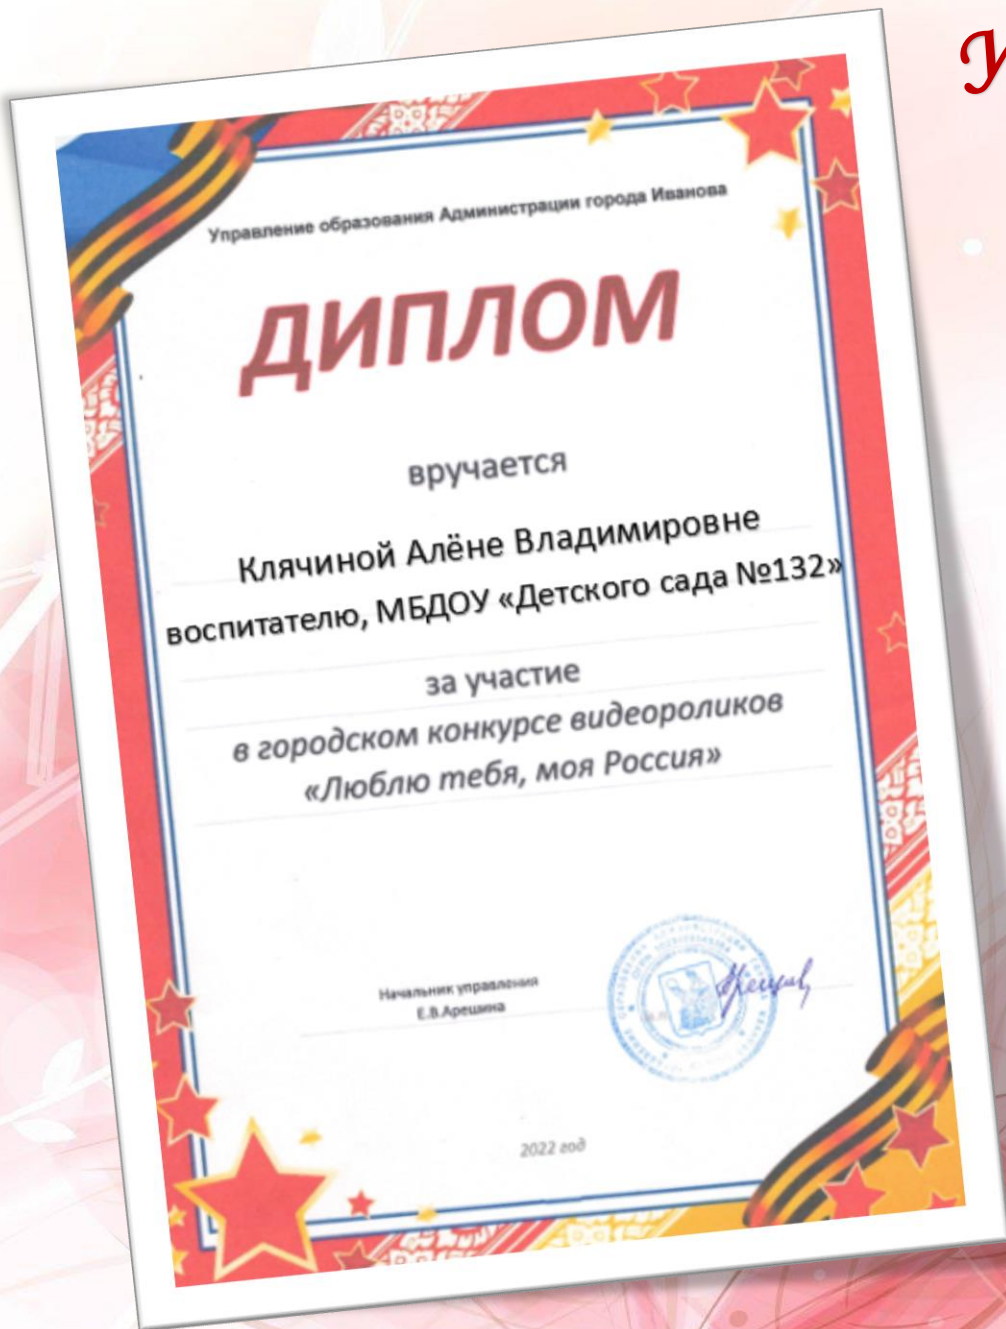 У
Управление образования Администрации города Иванова
ДИПЛОМ
вручается
Клячиной Алёне Владимировне
воспитателю, МБДОУ «Детского сада №132»
за участие
в городском конкурсе видеороликов
«Люблю тебя, моя Россия»
Начальник управления
Е.В.Арешина
2022 год